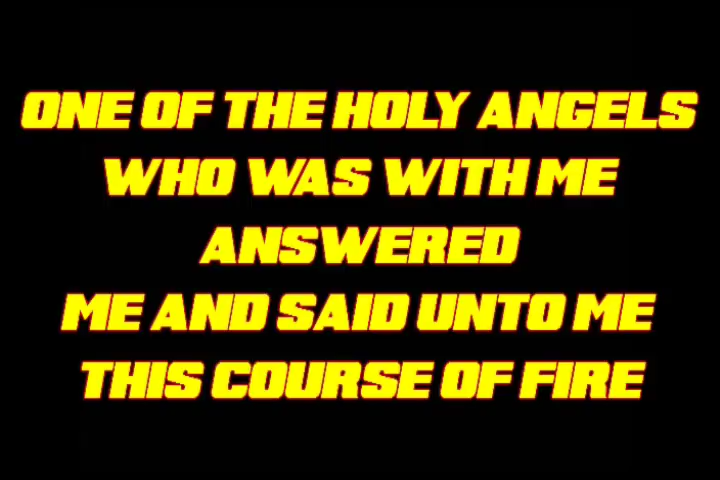 ONE OF THE HOLY ANGELS
WHO WAS WITH ME
ANSWERED
ME AND SAID UNTO ME
THIS COURSE OF FIRE